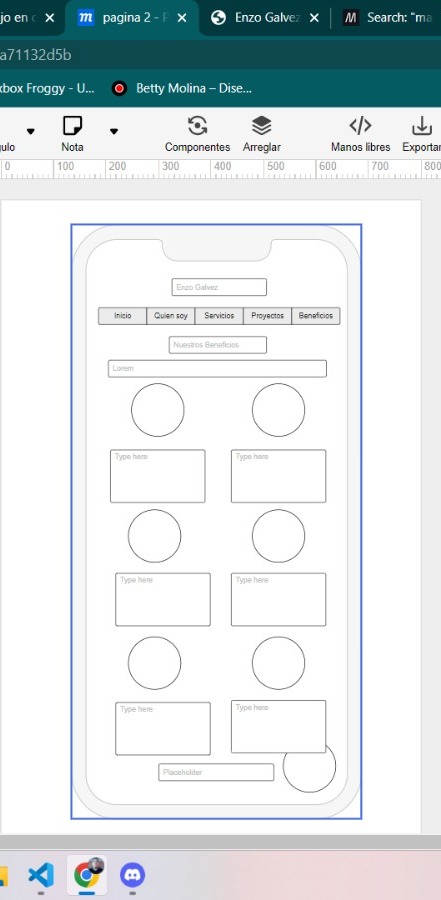 jo en c
pagina 2 - P
Enzo Galvez
Search: "ma
a71132d5b
xbox Froggy - U...
Betty Molina – Dise...
ulo
Nota
Componentes
Arreglar
Manos libres
Exportar
0 100 200 300 400 500 600 700 800
Enzo Galvez
Inicio Quien soy Servicios Proyectos Beneficios
Nuestros Beneficios
Lorem
Type here Type here
Type here Type here
Type here Type here
Placeholder